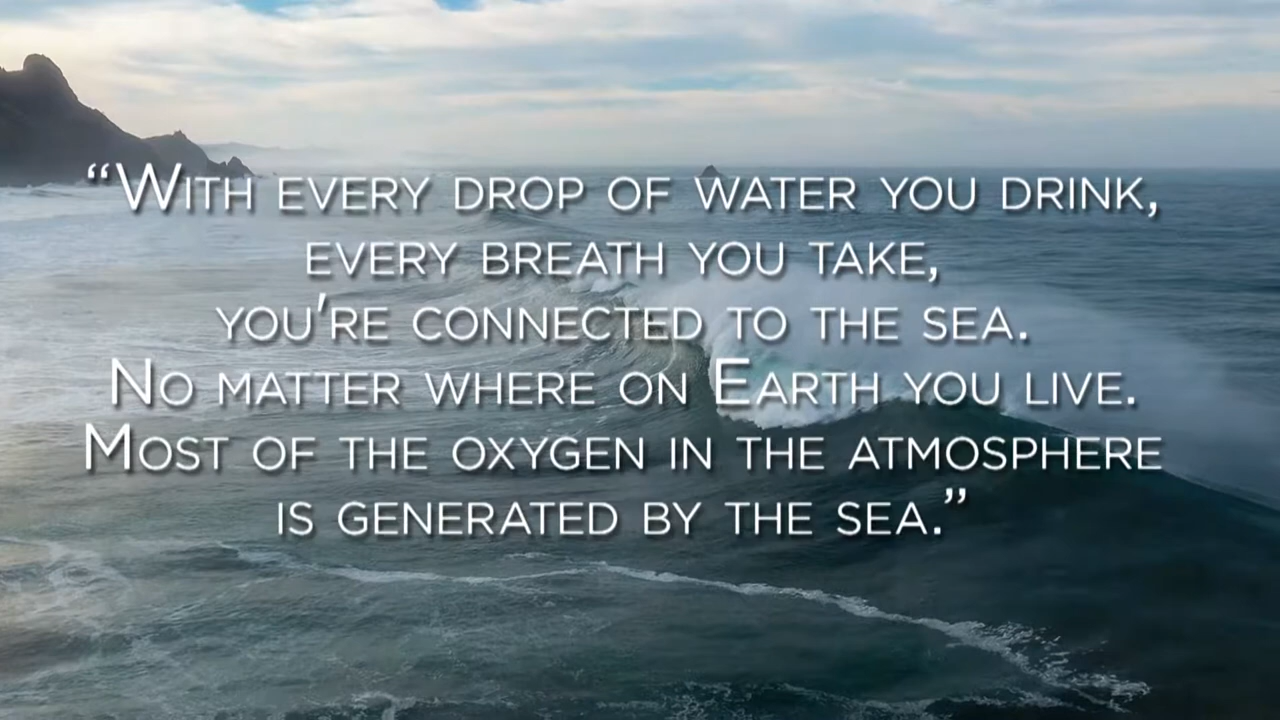 “With every drop of water you drink,
every breath you take,
you're connected to the sea.
No matter where on Earth you live.
Most of the oxygen in the atmosphere
is generated by the sea.”